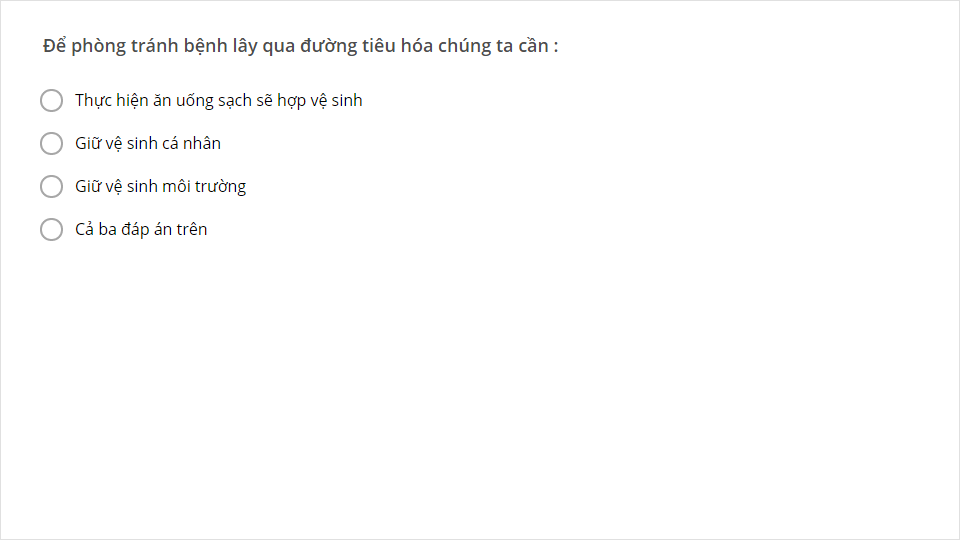 Để phòng tránh bệnh lây qua đường tiêu hóa chúng ta cần :
Thực hiện ăn uống sạch sẽ hợp vệ sinh
Giữ vệ sinh cá nhân
Giữ vệ sinh môi trường
Cả ba đáp án trên